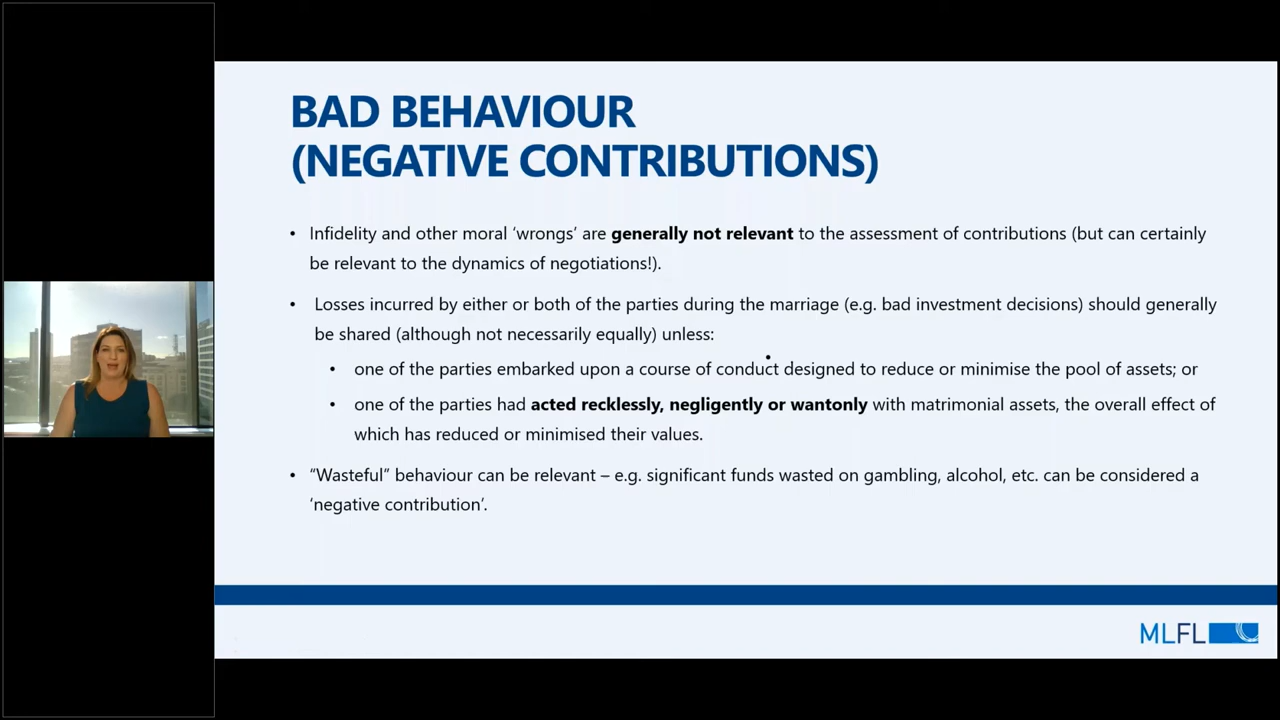 BAD BEHAVIOUR
(NEGATIVE CONTRIBUTIONS)
• Infidelity and other moral ‘wrongs’ are generally not relevant to the assessment of contributions (but can certainly
be relevant to the dynamics of negotiations!).
• Losses incurred by either or both of the parties during the marriage (e.g. bad investment decisions) should generally
be shared (although not necessarily equally) unless:
• one of the parties embarked upon a course of conduct designed to reduce or minimise the pool of assets; or
• one of the parties had acted recklessly, negligently or wantonly with matrimonial assets, the overall effect of
which has reduced or minimised their values.
• “Wasteful” behaviour can be relevant – e.g. significant funds wasted on gambling, alcohol, etc. can be considered a
‘negative contribution’.
MLFL